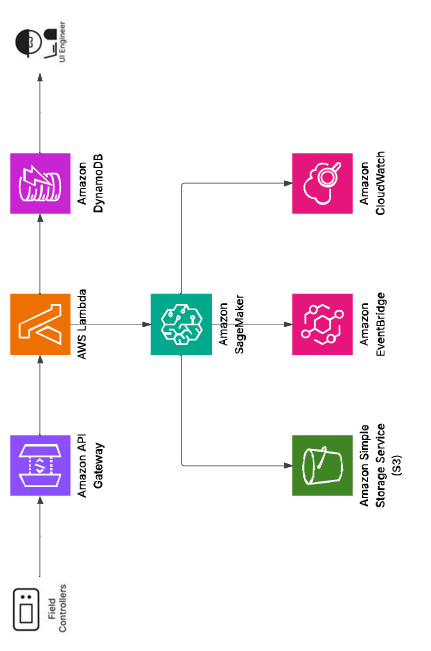 Field
Controllers
Amazon API
Gateway
AWS Lambda
Amazon
DynamoDB
UI Engineer
Amazon
SageMaker
Amazon Simple
Storage Service
(S3)
Amazon
EventBridge
Amazon
CloudWatch